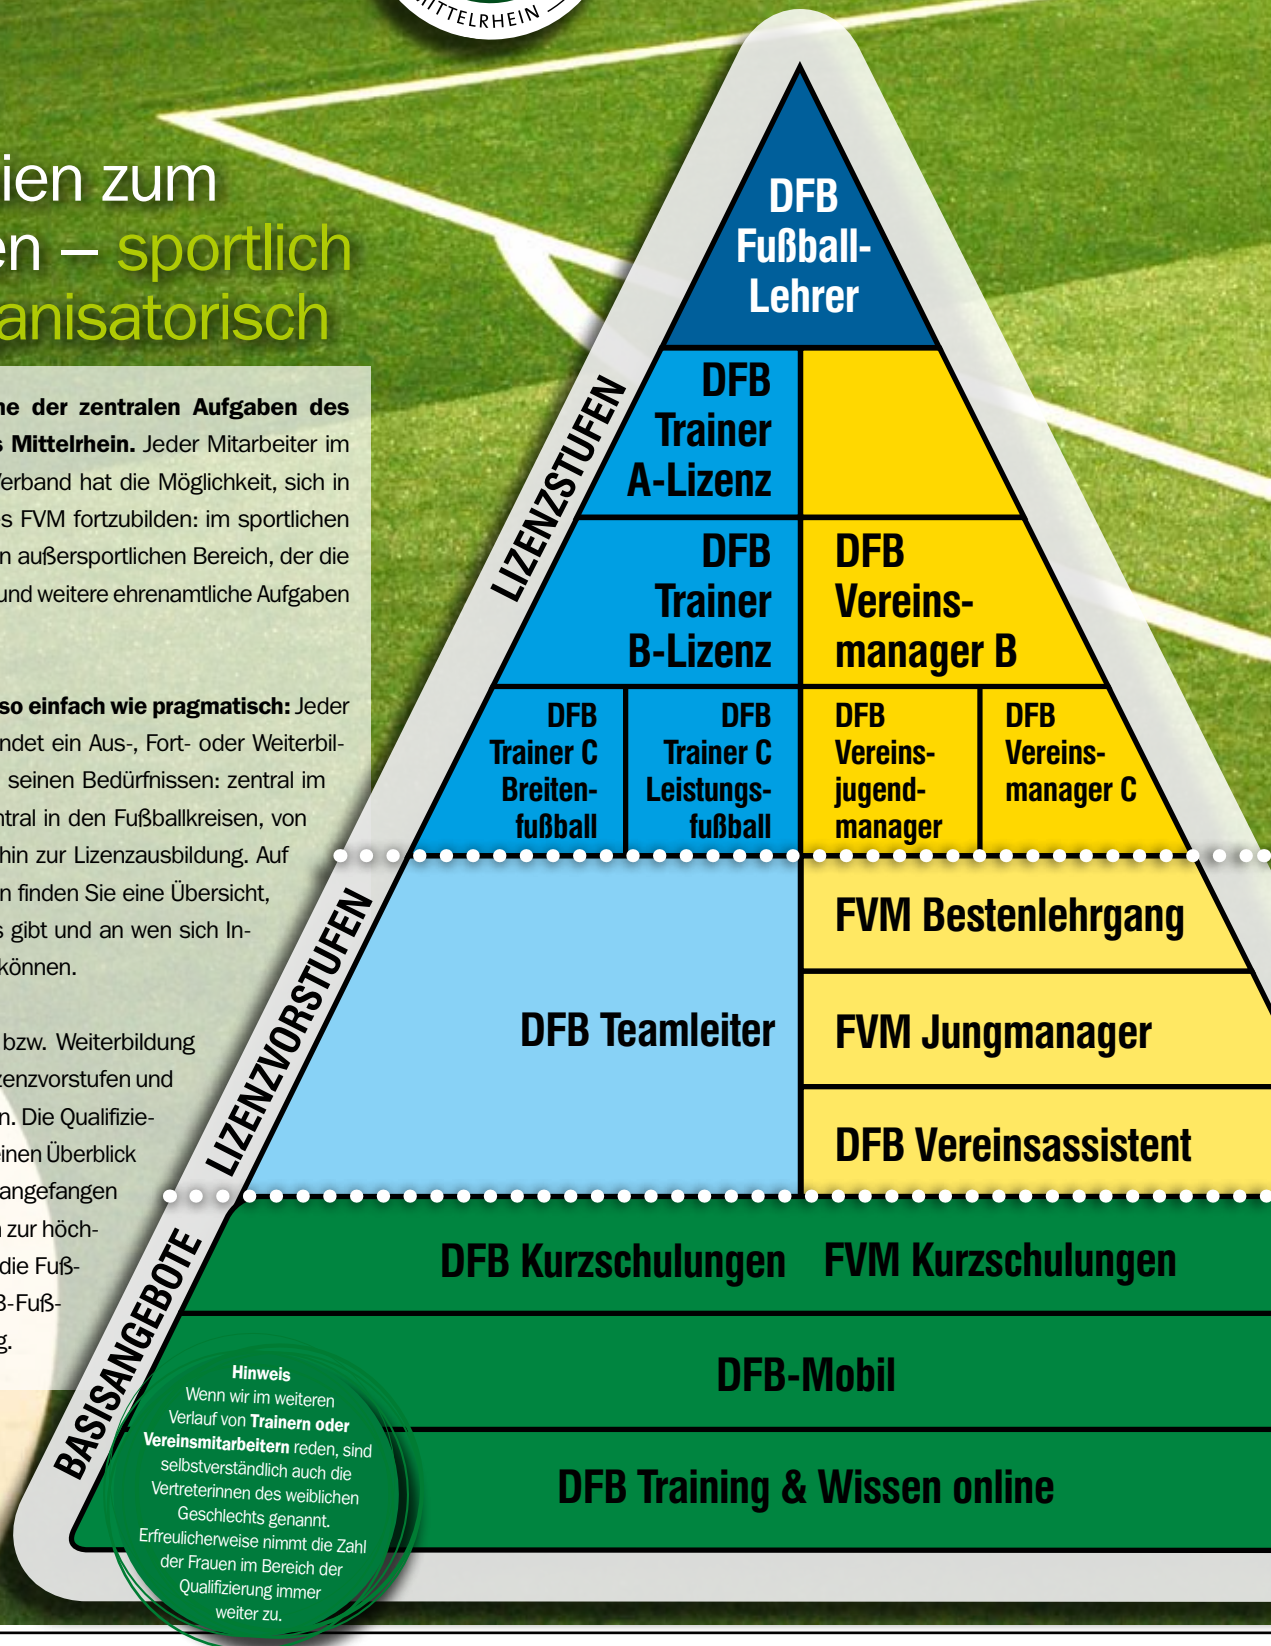 MITTELRHEIN
ien zum
en – sportlich
anisatorisch
ne der zentralen Aufgaben des
s Mittelrhein. Jeder Mitarbeiter im
Verband hat die Möglichkeit, sich in
es FVM fortzubilden: im sportlichen
n außersportlichen Bereich, der die
und weitere ehrenamtliche Aufgaben
so einfach wie pragmatisch: Jeder
ndet ein Aus-, Fort- oder Weiterbil-
seinen Bedürfnissen: zentral im
ntral in den Fußballkreisen, von
hin zur Lizenzausbildung. Auf
n finden Sie eine Übersicht,
s gibt und an wen sich In-
können.
bzw. Weiterbildung
zenzvorstufen und
n. Die Qualifizie-
einen Überblick
angefangen
zur höch-
die Fuß-
B-Fuß-
g.
LIZENZSTUFEN
DFB
Fußball-
Lehrer
DFB
Trainer
A-Lizenz
DFB
Trainer
B-Lizenz
DFB
Vereins-
manager B
DFB
Trainer C
Breiten-
fußball
DFB
Trainer C
Leistungs-
fußball
DFB
Vereins-
jugend-
manager
DFB
Vereins-
manager C
LIZENZVORSTUFEN
DFB Teamleiter
FVM Bestenlehrgang
FVM Jungmanager
DFB Vereinsassistent
BASISANGEBOTE
DFB Kurzschulungen FVM Kurzschulungen
DFB-Mobil
DFB Training & Wissen online
Hinweis
Wenn wir im weiteren
Verlauf von Trainern oder
Vereinsmitarbeitern reden, sind
selbstverständlich auch die
Vertreterinnen des weiblichen
Geschlechts genannt.
Erfreulicherweise nimmt die Zahl
der Frauen im Bereich der
Qualifizierung immer
weiter zu.